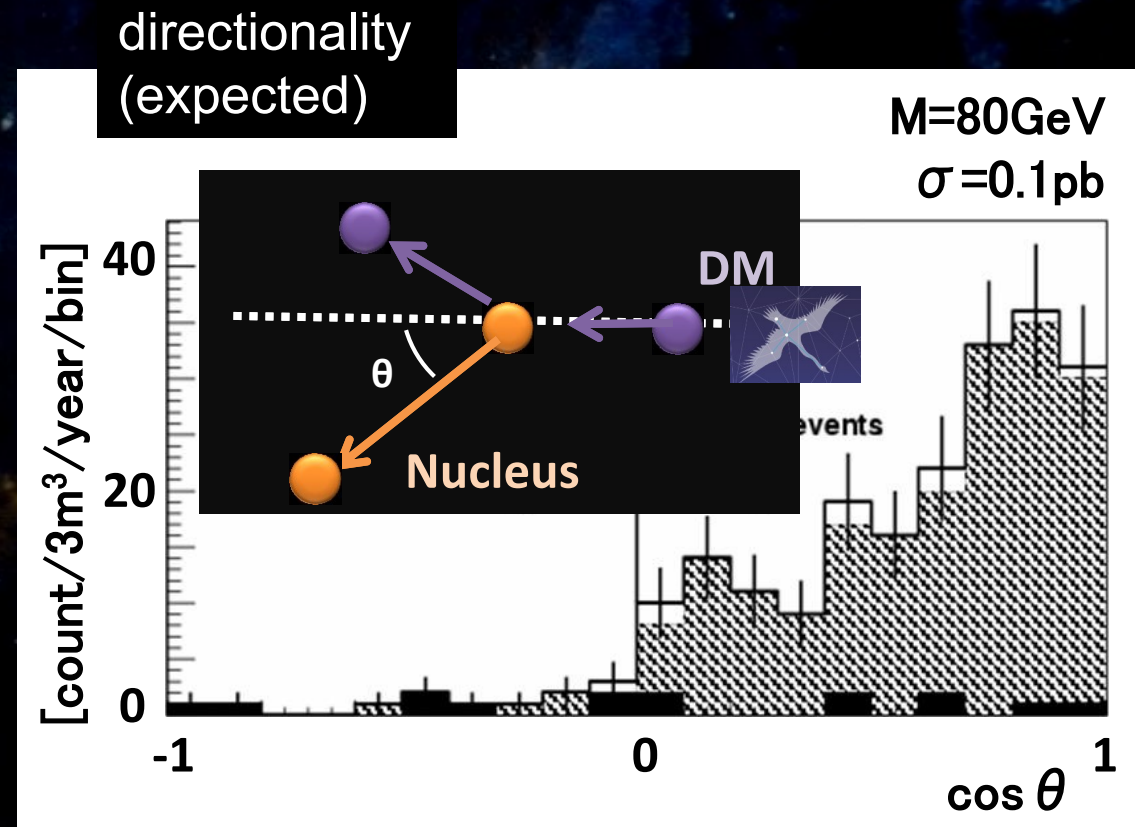 directionality
(expected)
M=80GeV
σ=0.1pb
[count/3m³/year/bin]
40
20
0
DM
θ
Nucleus
events
-1
0
1
cos θ